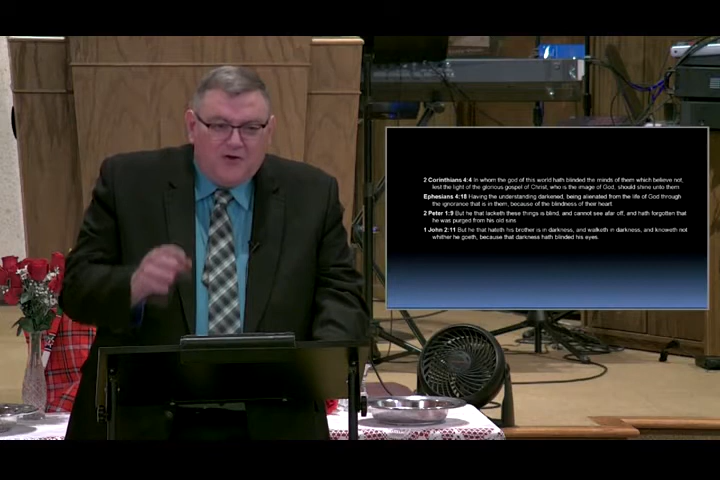 2 Corinthians 4:4 In whom the god of this world hath blinded the minds of them which believe not,
lest the light of the glorious gospel of Christ, who is the image of God, should shine unto them
Ephesians 4:18 Having the understanding darkened, being alienated from the life of God through
the ignorance that is in them, because of the blindness of their heart
2 Peter 1:9 But he that lacketh these things is blind, and cannot see afar off, and hath forgotten that
he was purged from his old sins
1 John 2:11 But he that hateth his brother is in darkness, and walketh in darkness, and knoweth not
whither he goeth, because that darkness hath blinded his eyes.